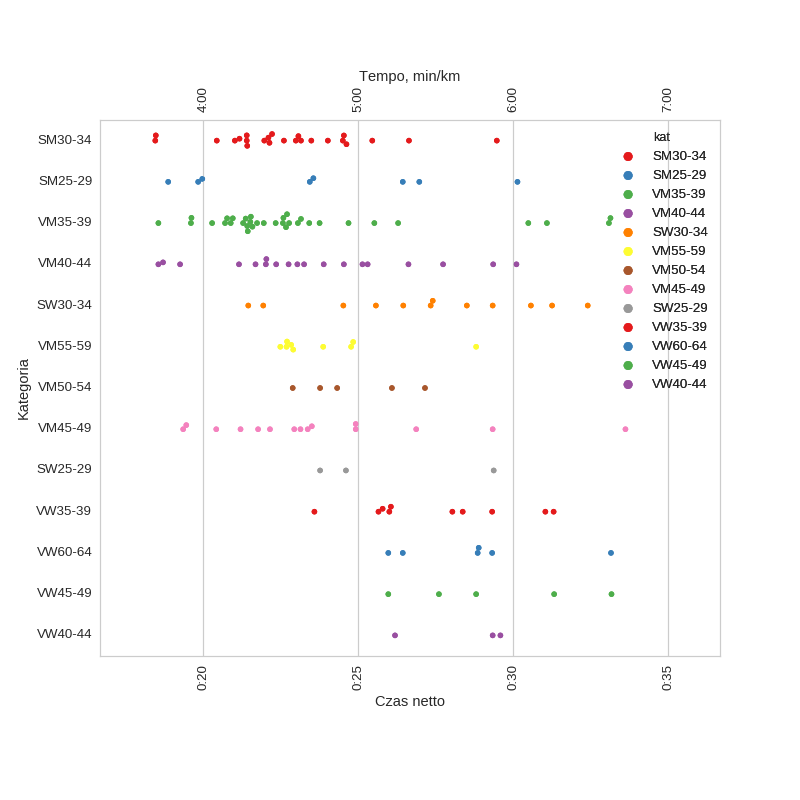 Tempo, min/km
4:00 5:00 6:00 7:00
Kategoria
SM30-34
SM25-29
VM35-39
VM40-44
SW30-34
VM55-59
VM50-54
VM45-49
SW25-29
VW35-39
VW60-64
VW45-49
VW40-44
kat
SM30-34
SM25-29
VM35-39
VM40-44
SW30-34
VM55-59
VM50-54
VM45-49
SW25-29
VW35-39
VW60-64
VW45-49
VW40-44
0:20 0:25 0:30 0:35
Czas netto